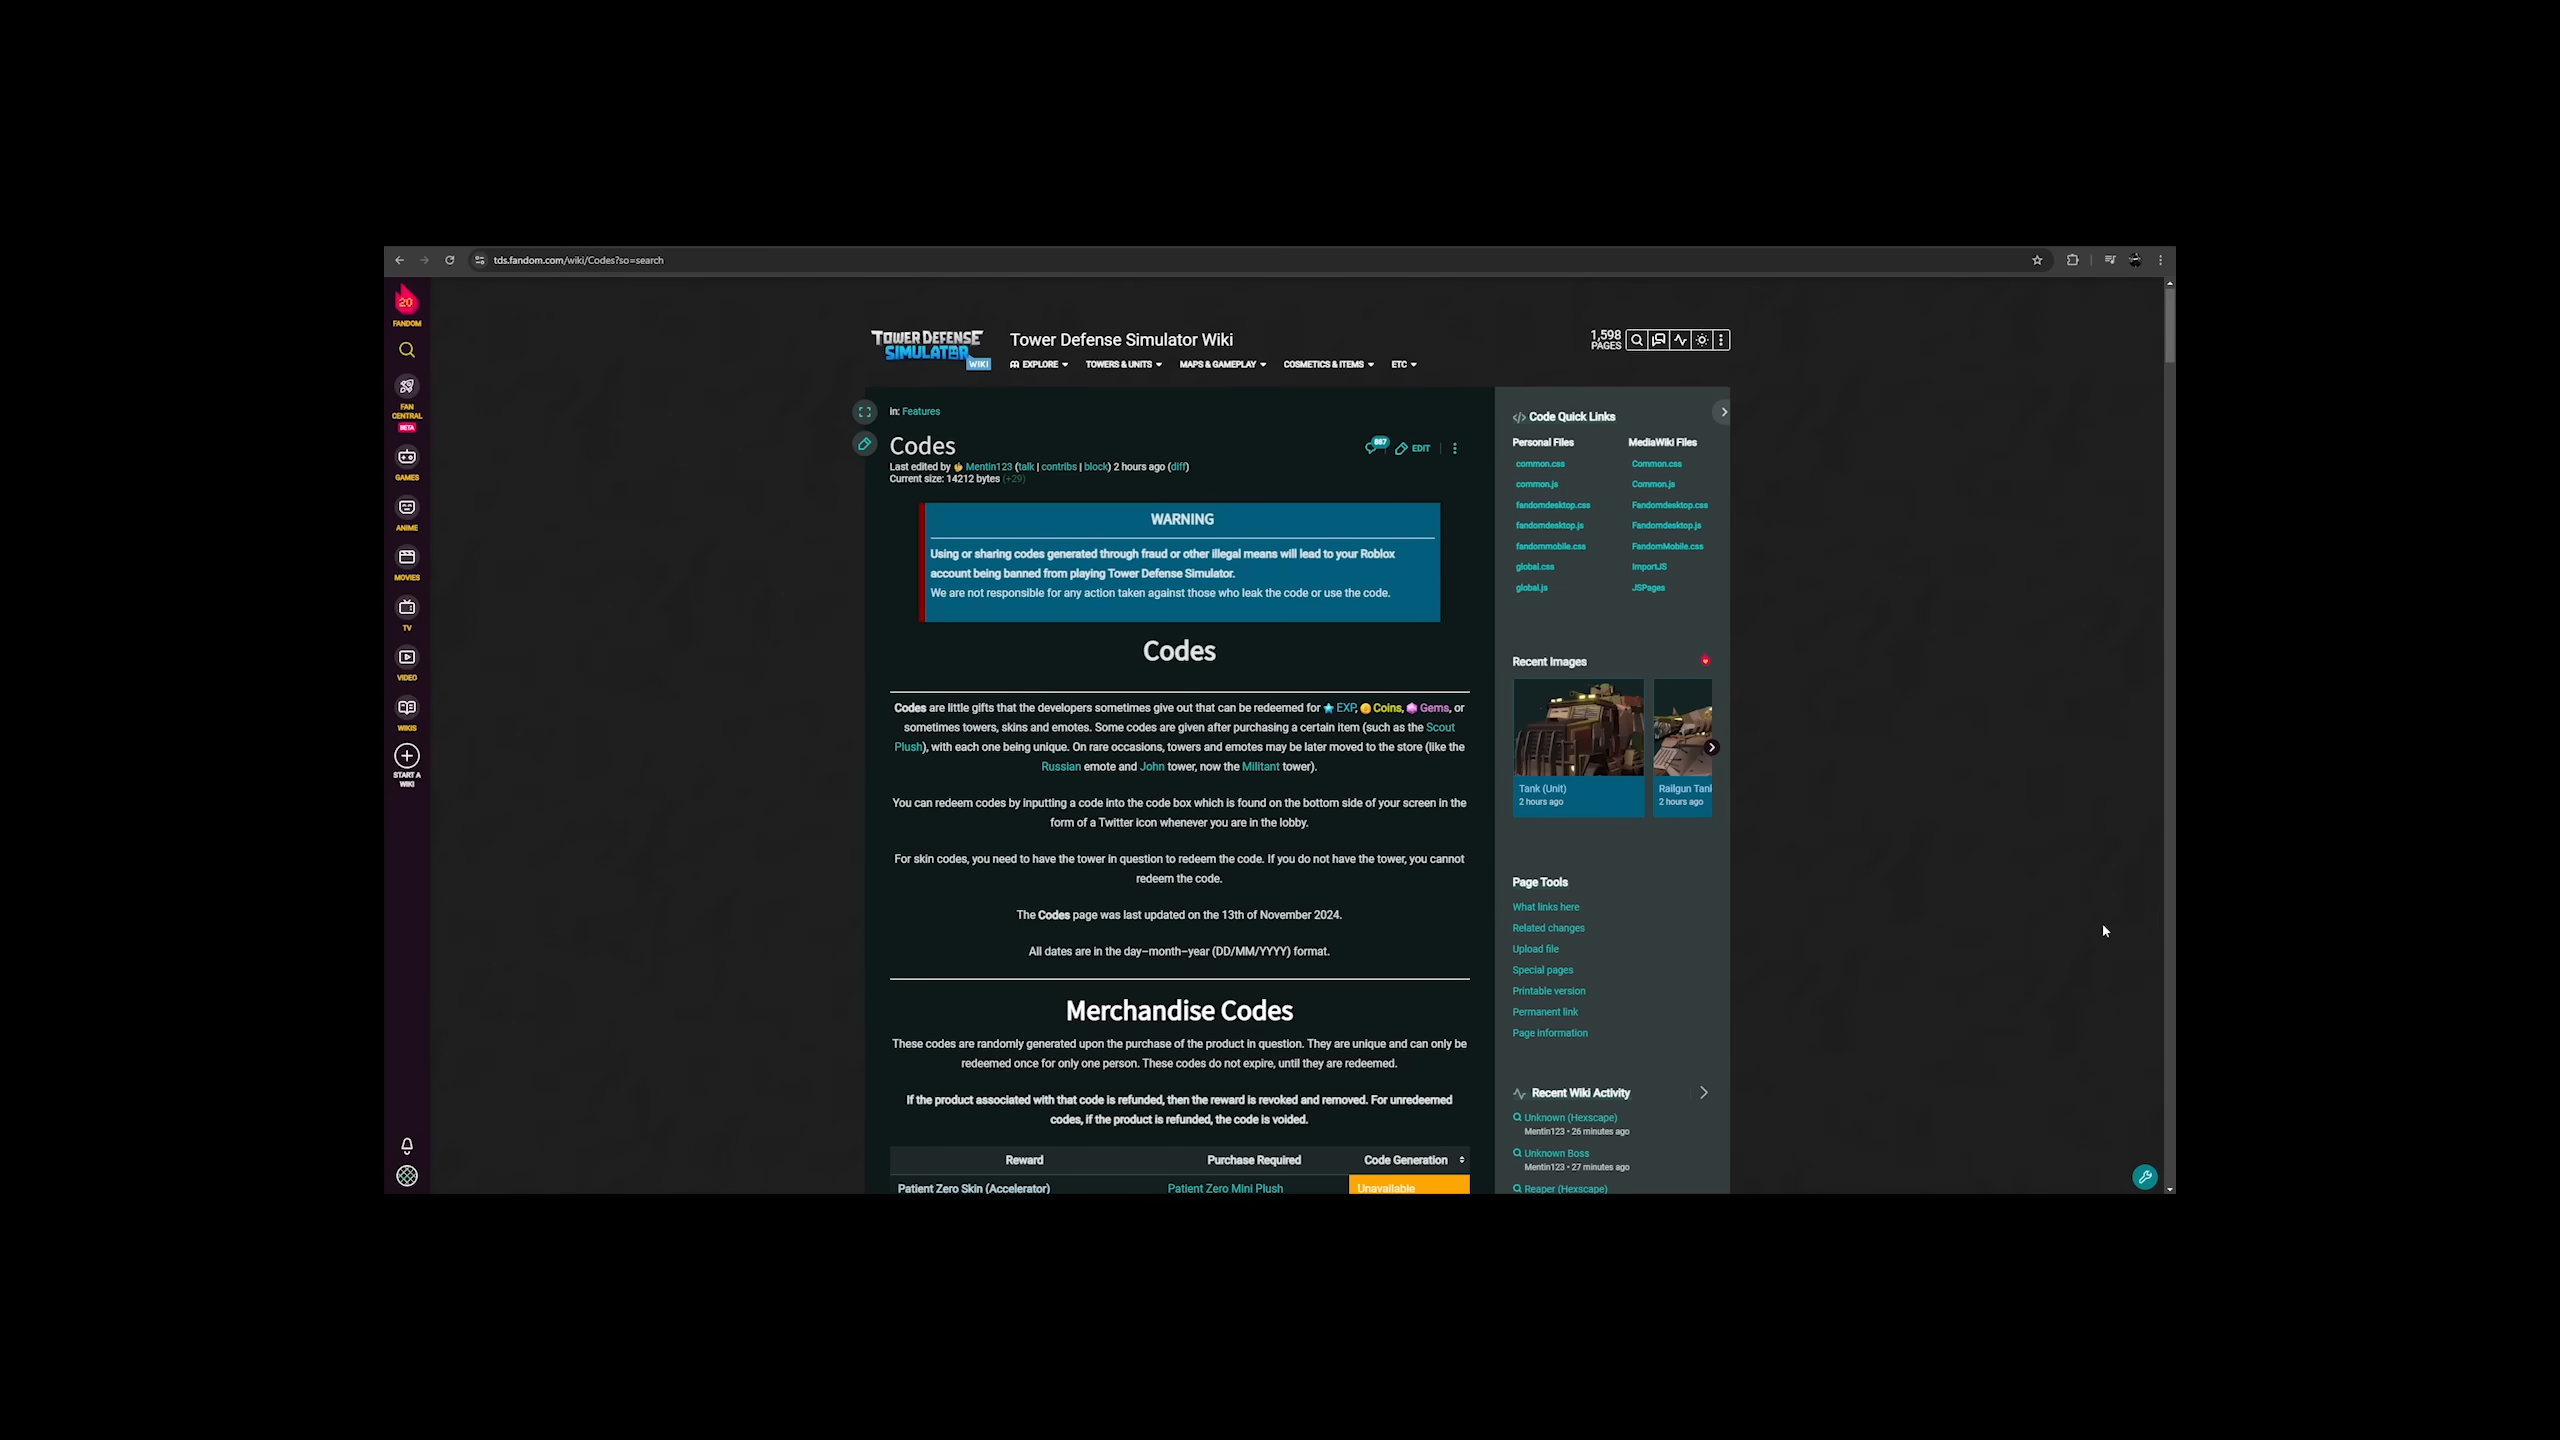 tds.fandom.com/wiki/Codes?so=search
20
FANDOM
FAN
CENTRAL
BETA
GAMES
ANIME
MOVIES
TV
VIDEO
WIKIS
START A
WIKI
TOWER DEFENSE
SIMULATOR
WIKI
Tower Defense Simulator Wiki
EXPLORE
TOWERS & UNITS
MAPS & GAMEPLAY
COSMETICS & ITEMS
ETC
1,598
PAGES
in: Features
Codes
887
EDIT
Last edited by Mentin123 (talk | contribs | block) 2 hours ago (diff)
Current size: 14212 bytes (+29)
WARNING
Using or sharing codes generated through fraud or other illegal means will lead to your Roblox
account being banned from playing Tower Defense Simulator.
We are not responsible for any action taken against those who leak the code or use the code.
Codes
Codes are little gifts that the developers sometimes give out that can be redeemed for EXP, Coins, Gems, or
sometimes towers, skins and emotes. Some codes are given after purchasing a certain item (such as the Scout
Plush), with each one being unique. On rare occasions, towers and emotes may be later moved to the store (like the
Russian emote and John tower, now the Militant tower).
You can redeem codes by inputting a code into the code box which is found on the bottom side of your screen in the
form of a Twitter icon whenever you are in the lobby.
For skin codes, you need to have the tower in question to redeem the code. If you do not have the tower, you cannot
redeem the code.
The Codes page was last updated on the 13th of November 2024.
All dates are in the day–month–year (DD/MM/YYYY) format.
Merchandise Codes
These codes are randomly generated upon the purchase of the product in question. They are unique and can only be
redeemed once for only one person. These codes do not expire, until they are redeemed.
If the product associated with that code is refunded, then the reward is revoked and removed. For unredeemed
codes, if the product is refunded, the code is voided.
Reward Purchase Required Code Generation
Patient Zero Skin (Accelerator) Patient Zero Mini Plush Unavailable
</> Code Quick Links
Personal Files MediaWiki Files
common.css Common.css
common.js Common.js
fandomdesktop.css Fandomdesktop.css
fandomdesktop.js Fandomdesktop.js
fandommobile.css FandomMobile.css
global.css ImportJS
global.js JSPages
Recent Images
Tank (Unit)
2 hours ago
Railgun Tank
2 hours ago
Page Tools
What links here
Related changes
Upload file
Special pages
Printable version
Permanent link
Page information
Recent Wiki Activity
Unknown (Hexscape)
Mentin123 • 26 minutes ago
Unknown Boss
Mentin123 • 27 minutes ago
Reaper (Hexscape)